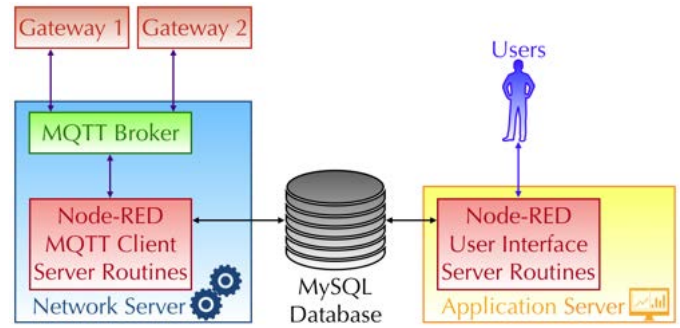 Gateway 1
Gateway 2
Users
MQTT Broker
Node-RED
MQTT Client
Server Routines
Network Server
MySQL
Database
Node-RED
User Interface
Server Routines
Application Server